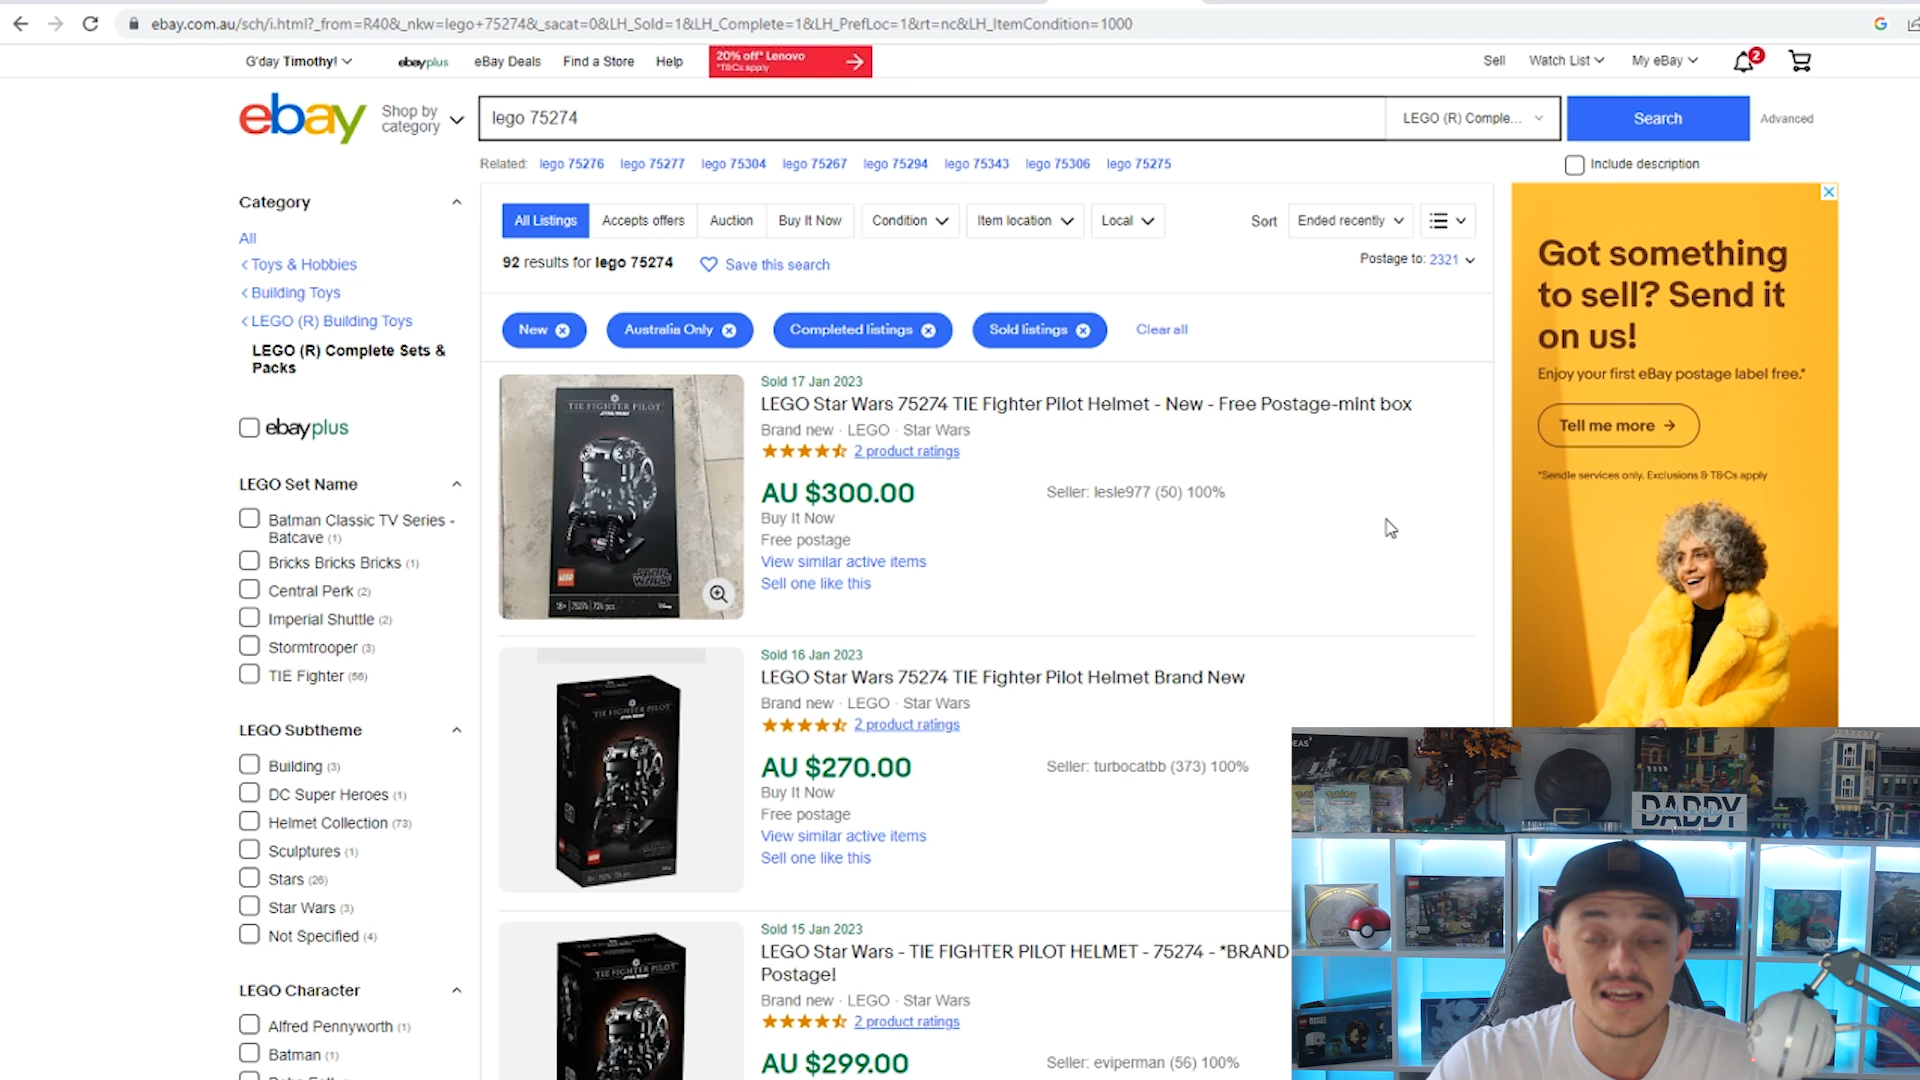 ebay.com.au/sch/i.html?_from=R40&_nkw=lego+75274&_sacat=0&LH_Sold=1&LH_Complete=1&LH_PrefLoc=1&rt=nc&LH_ItemCondition=1000
G'day Timothy!
ebayplus
eBay Deals
Find a Store
Help
20% off* Lenovo
*T&Cs apply
Sell
Watch List
My eBay
2
ebay
Shop by category
lego 75274
LEGO (R) Comple...
Search
Advanced
Related: lego 75276 lego 75277 lego 75304 lego 75267 lego 75294 lego 75343 lego 75306 lego 75275
Include description
Category
All
Toys & Hobbies
Building Toys
LEGO (R) Building Toys
LEGO (R) Complete Sets &
Packs
ebayplus
LEGO Set Name
Batman Classic TV Series -
Batcave (1)
Bricks Bricks Bricks (1)
Central Perk (2)
Imperial Shuttle (2)
Stormtrooper (3)
TIE Fighter (56)
LEGO Subtheme
Building (3)
DC Super Heroes (1)
Helmet Collection (73)
Sculptures (1)
Stars (26)
Star Wars (3)
Not Specified (4)
LEGO Character
Alfred Pennyworth (1)
Batman (1)
All Listings
Accepts offers
Auction
Buy It Now
Condition
Item location
Local
Sort
Ended recently
92 results for lego 75274
Save this search
Postage to: 2321
New
Australia Only
Completed listings
Sold listings
Clear all
TIE FIGHTER PILOT
STAR WARS
LEGO
STAR WARS
Sold 17 Jan 2023
LEGO Star Wars 75274 TIE Fighter Pilot Helmet - New - Free Postage-mint box
Brand new · LEGO · Star Wars
2 product ratings
AU $300.00
Seller: lesle977 (50) 100%
Buy It Now
Free postage
View similar active items
Sell one like this
TIE FIGHTER PILOT
Sold 16 Jan 2023
LEGO Star Wars 75274 TIE Fighter Pilot Helmet Brand New
Brand new · LEGO · Star Wars
2 product ratings
AU $270.00
Seller: turbocatbb (373) 100%
Buy It Now
Free postage
View similar active items
Sell one like this
TIE FIGHTER PILOT
Sold 15 Jan 2023
LEGO Star Wars - TIE FIGHTER PILOT HELMET - 75274 - *BRAND
Postage!
Brand new · LEGO · Star Wars
2 product ratings
AU $299.00
Seller: eviperman (56) 100%
Got something
to sell? Send it
on us!
Enjoy your first eBay postage label free.*
Tell me more
*Sendle services only. Exclusions & T&Cs apply
DADDY